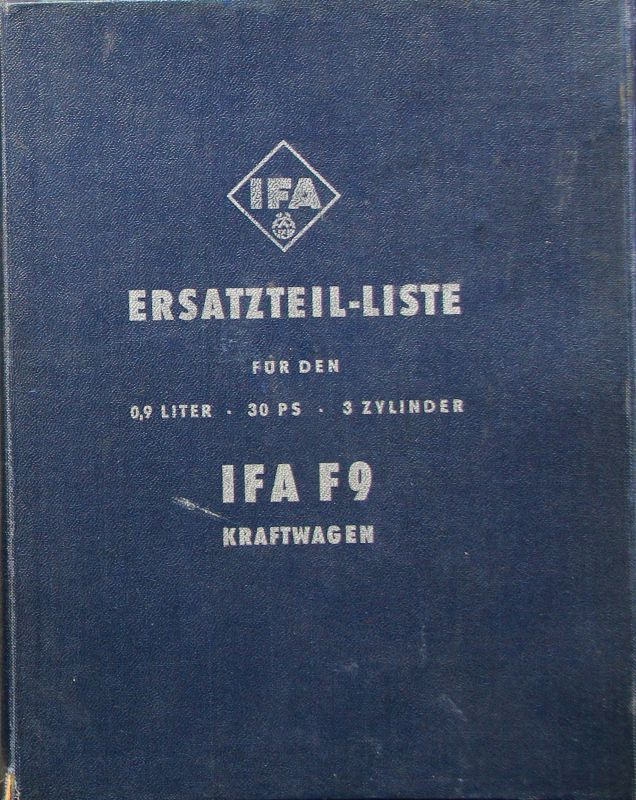 IFA
ERSATZTEIL-LISTE
FÜR DEN
0,9 LITER · 30 PS · 3 ZYLINDER
IFA F9
KRAFTWAGEN